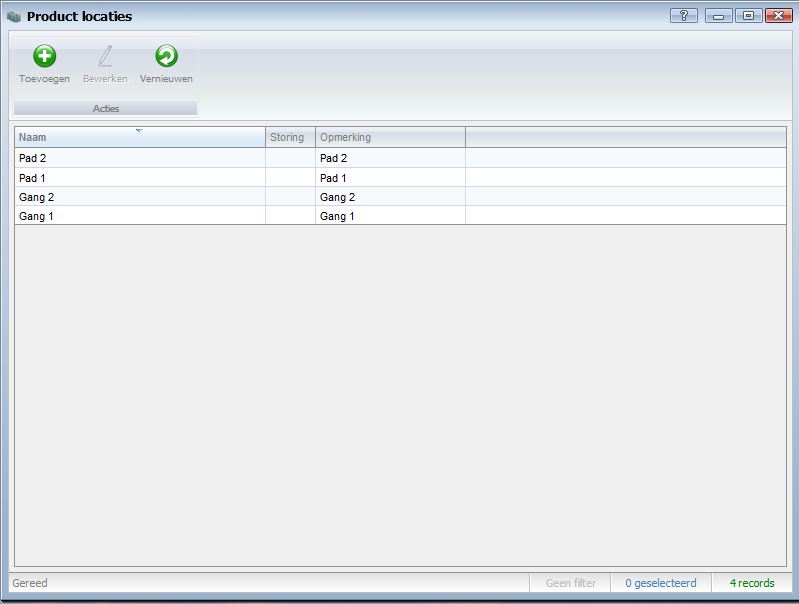 Product locaties
?
Toevoegen Bewerken Vernieuwen
Acties
Naam Storing Opmerking
Pad 2 Pad 2
Pad 1 Pad 1
Gang 2 Gang 2
Gang 1 Gang 1
Gereed Geen filter 0 geselecteerd 4 records